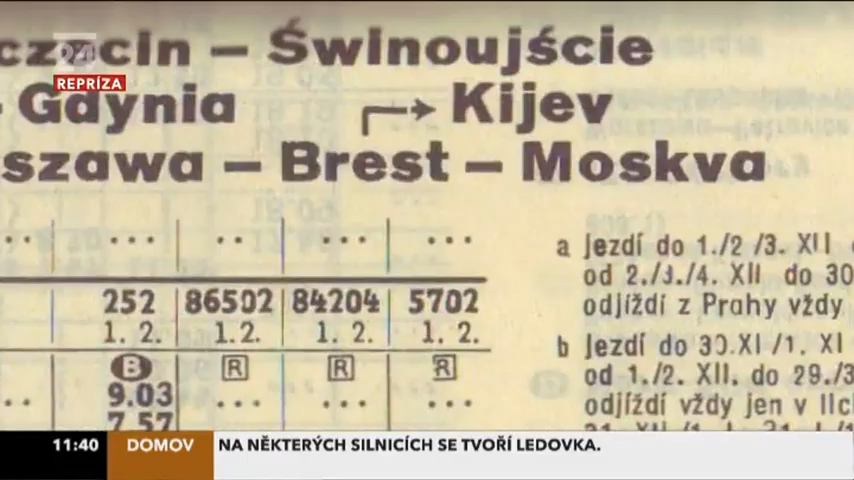 24
REPRÍZA
czecin – Świnoujście
- Gdynia Kijev
szawa – Brest – Moskva
252 86502 84204 5702
1. 2. 1. 2. 1. 2. 1. 2.
B R R R
9.03
7 57
a jezdí do 1./2 /3. XII
od 2./3./4. XII do 30
odjíždí z Prahy vždy
b jezdí do 30.XI /1. XI
od 1./2. XII. do 29./3
odjíždí vždy jen v
11:40 DOMOV NA NĚKTERÝCH SILNICÍCH SE TVOŘÍ LEDOVKA.